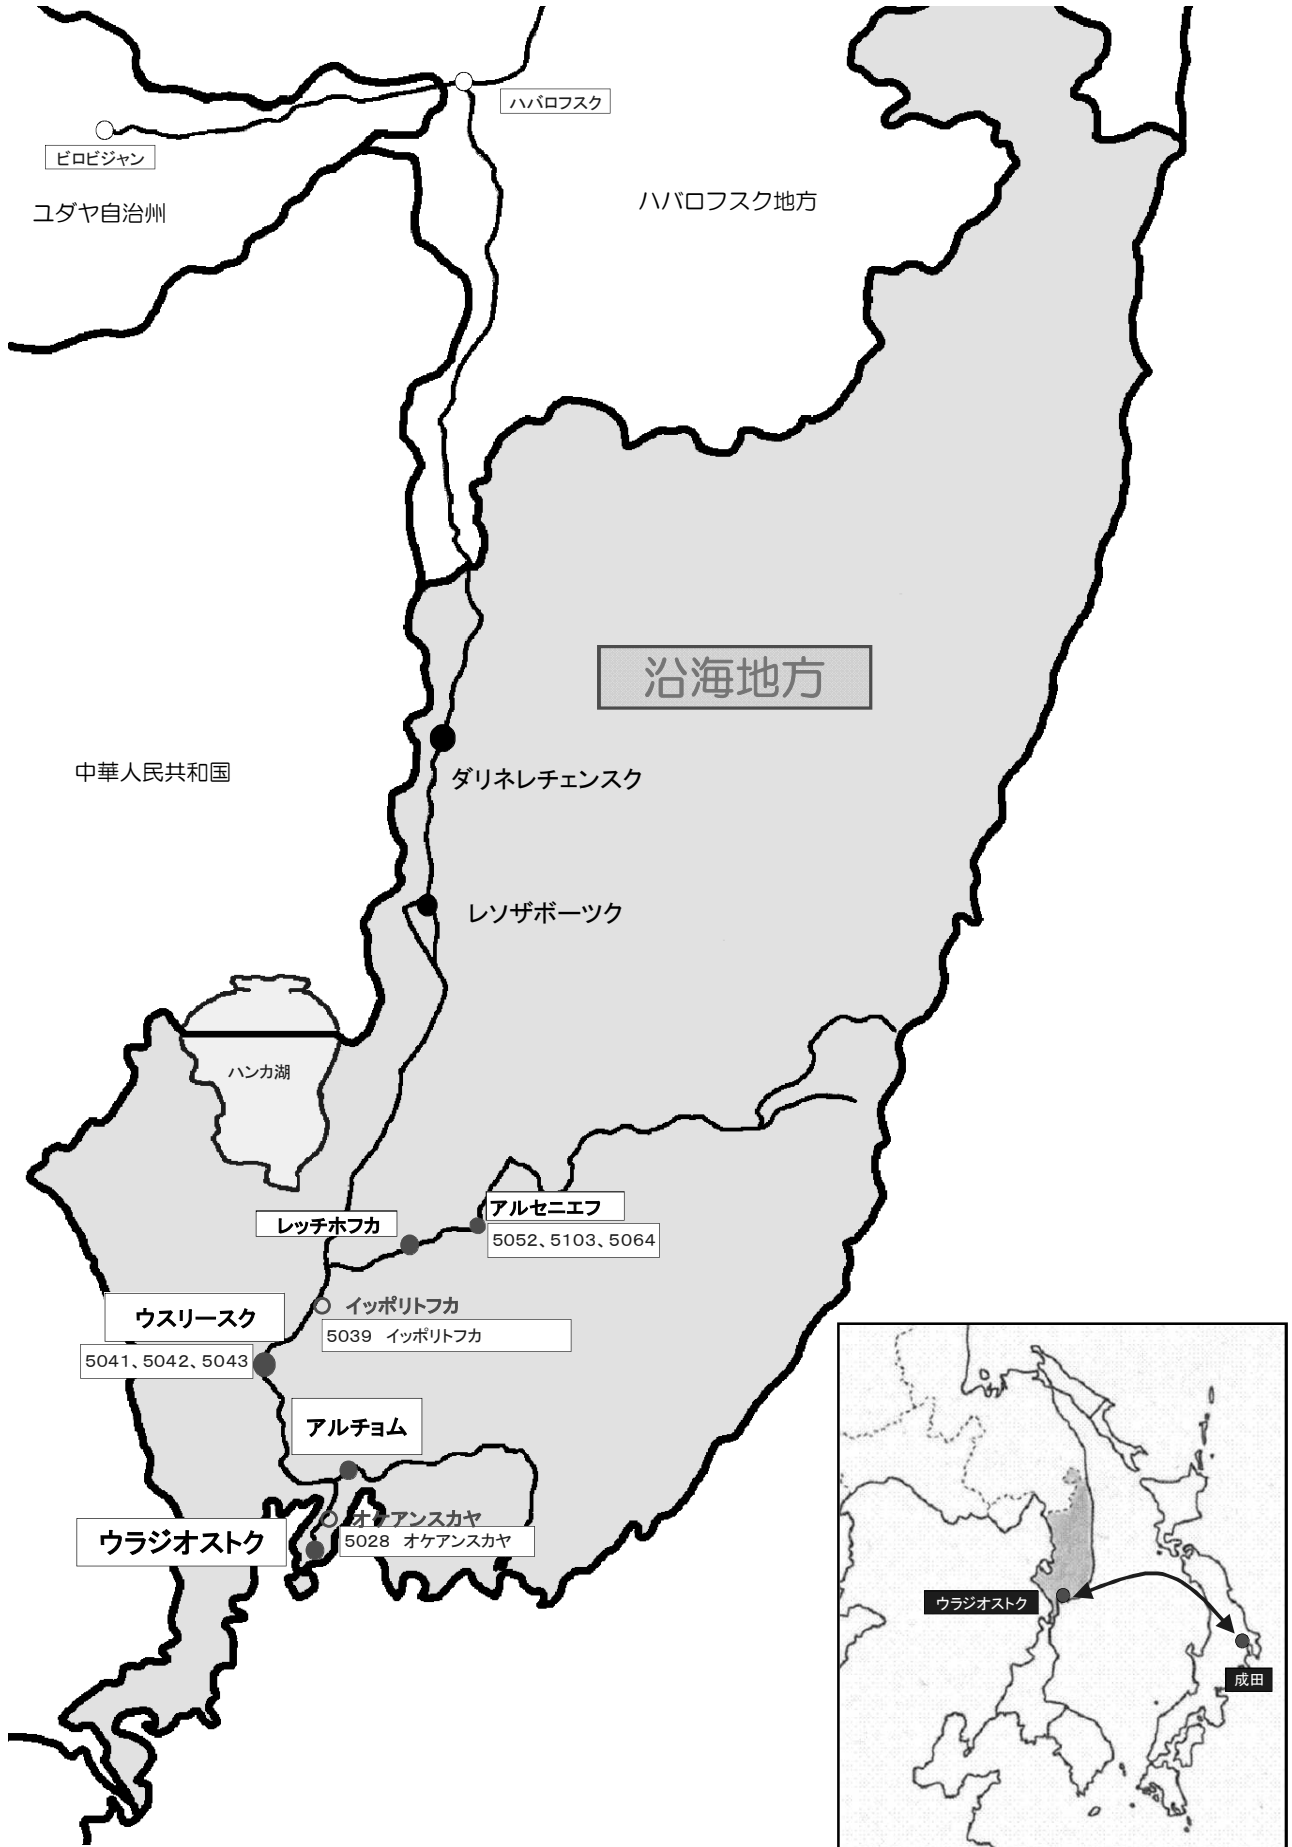 ハバロフスク
ビロビジャン
ユダヤ自治州
ハバロフスク地方
沿海地方
中華人民共和国
ダリネレチェンスク
レソザボーツク
ハンカ湖
アルセニエフ
レッチホフカ
5052、5103、5064
イッポリトフカ
ウスリースク
5039 イッポリトフカ
5041、5042、5043
アルチョム
オケアンスカヤ
ウラジオストク
5028 オケアンスカヤ
ウラジオストク
成田